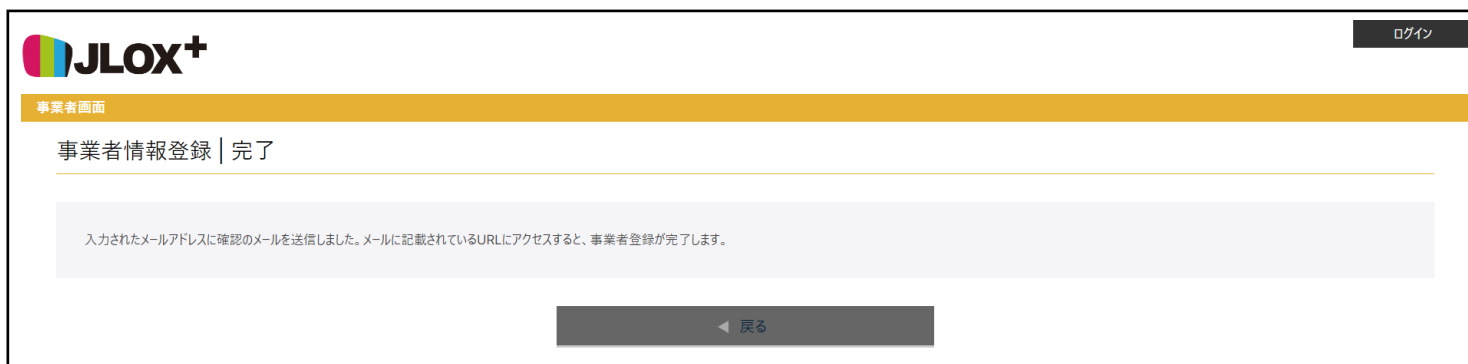 JLOX+
ログイン
事業者画面
事業者情報登録│完了
入力されたメールアドレスに確認のメールを送信しました。メールに記載されているURLにアクセスすると、事業者登録が完了します。
◀ 戻る